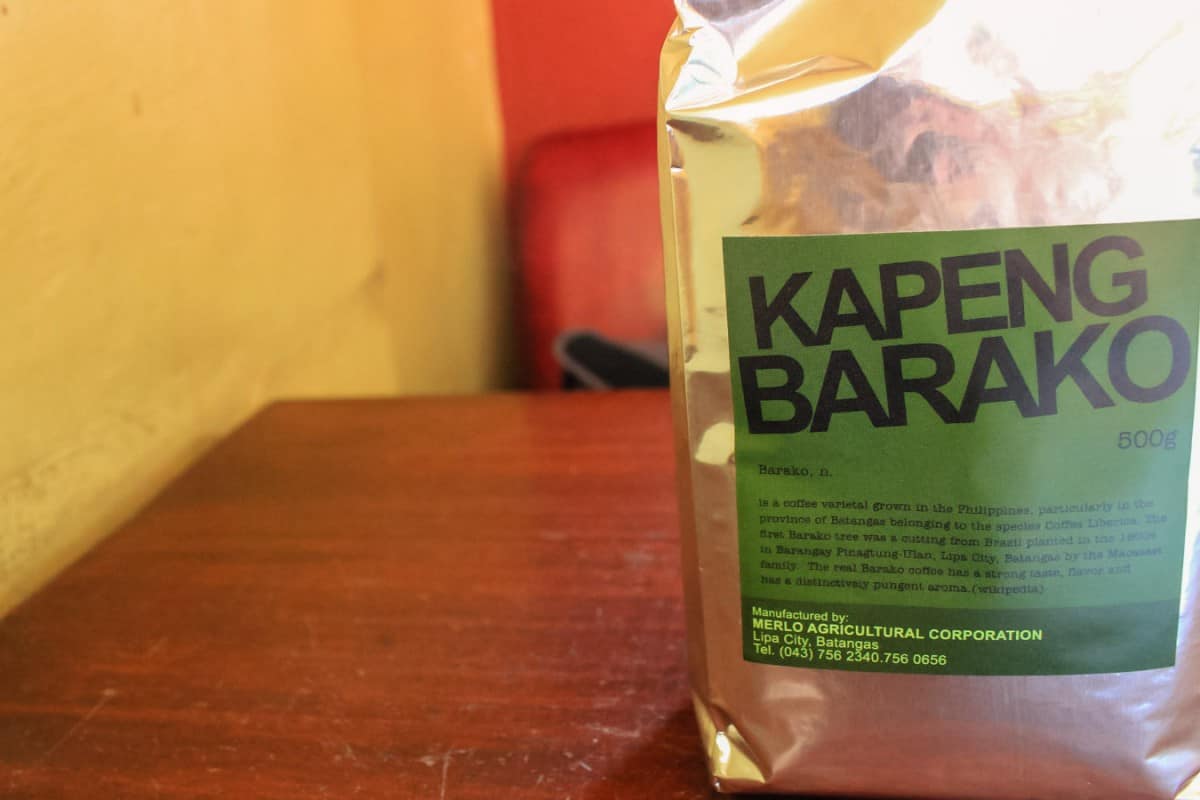 KAPENG
BARAKO
500g
Barako, n.
is a coffee varietal grown in the Philippines, particularly in the
province of Batangas belonging to the species Coffea Liberica. The
first Barako tree was a cutting from Brazil planted in the 1800s
in Barangay Pinagtung-Ulan, Lipa City, Batangas by the Macasaet
family. The real Barako coffee has a strong taste, flavor and
has a distinctively pungent aroma.(wikipedia)
Manufactured by:
MERLO AGRICULTURAL CORPORATION
Lipa City, Batangas
Tel. (043) 756 2340.756 0656